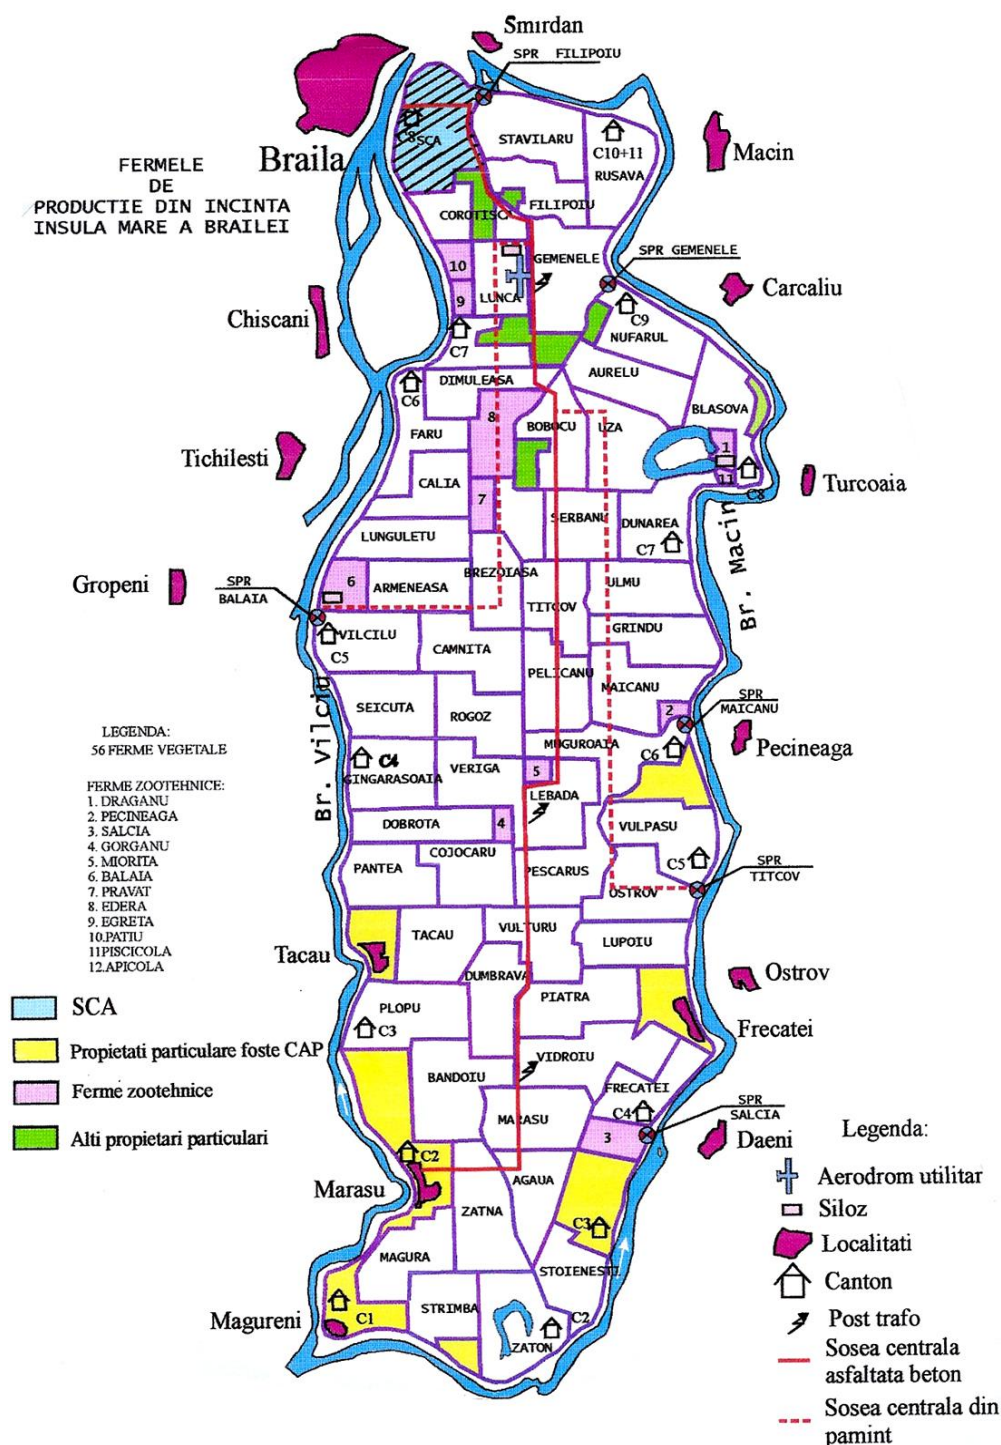 Smirdan
SPR FILIPOIU
C8
SCA
STAVILARU
C10+11
RUSAVA
Macin
Braila
FERMELE
DE
PRODUCTIE DIN INCINTA
INSULA MARE A BRAILEI
COROTISCA
FILIPOIU
GEMENELE
SPR GEMENELE
10
9
LUNCA
Carcaliu
Chiscani
C7
C9
NUFARUL
AURELU
DIMULEASA
C6
BLASOVA
8
BOBOCU
UZA
FARU
1
11
C8
Tichilesti
Turcoaia
CALIA
7
SERBANU
DUNAREA
C7
LUNGULETU
Br. Macin
BREZOIASA
ULMU
Gropeni
SPR
BALAIA
6
ARMENEASA
TITCOV
GRINDU
VILCILU
C5
CAMNITA
PELICANU
MAICANU
SPR
MAICANU
2
SEICUTA
ROGOZ
Br. Vilciu
MUGUROAIA
C6
Pecineaga
C4
GINGARASOAIA
VERIGA
5
LEBADA
LEGENDA:
56 FERME VEGETALE
FERME ZOOTEHNICE:
1. DRAGANU
2. PECINEAGA
3. SALCIA
4. GORGANU
5. MIORITA
6. BALAIA
7. PRAVAT
8. EDERA
9. EGRETA
10.PATIU
11PISCICOLA
12.APICOLA
DOBROTA
4
VULPASU
COJOCARU
PANTEA
PESCARUS
C5
SPR
TITCOV
OSTROV
TACAU
VULTURU
LUPOIU
Tacau
DUMBRAVA
Ostrov
PIATRA
PLOPU
C3
Frecatei
VIDROIU
BANDOIU
FRECATEI
C4
MARASU
SPR
SALCIA
3
Daeni
SCA
Propietati particulare foste CAP
Ferme zootehnice
Alti propietari particulari
C2
Marasu
AGAUA
ZATNA
C3
MAGURA
STOIENESTI
STRIMBA
Magureni
C1
C2
ZATON
Legenda:
Aerodrom utilitar
Siloz
Localitati
Canton
Post trafo
Sosea centrala
asfaltata beton
Sosea centrala din
pamint